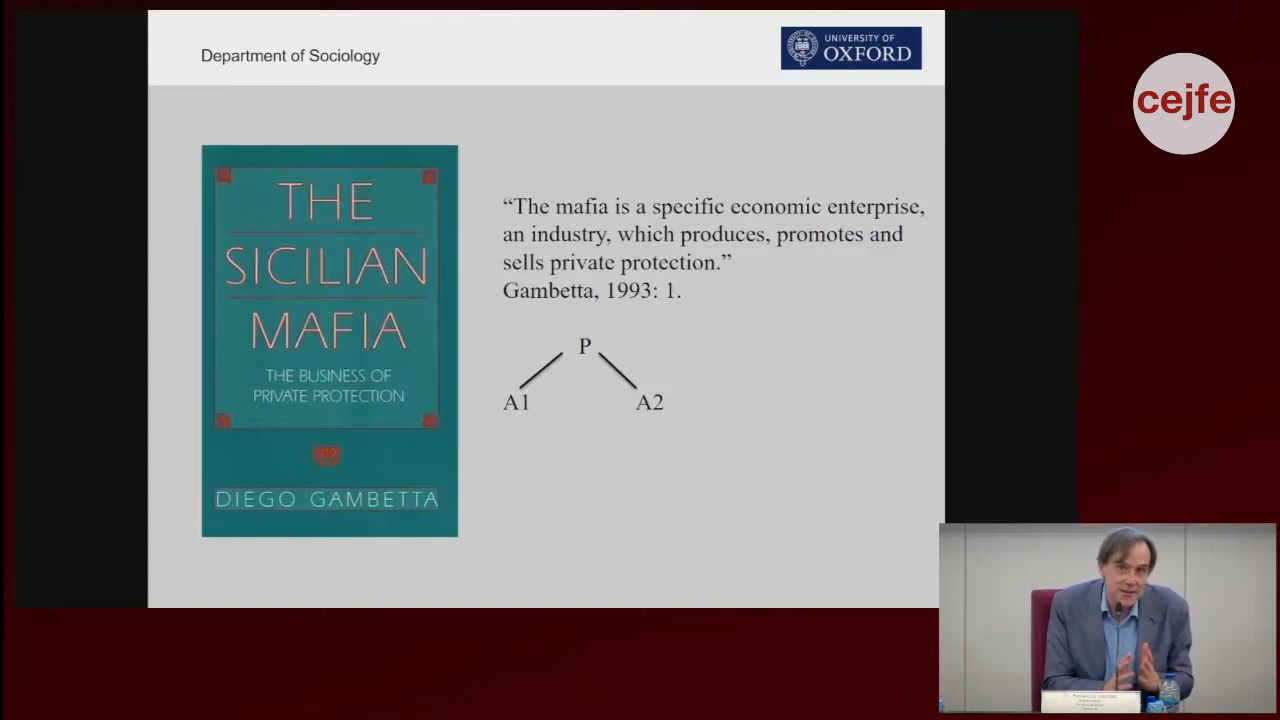 Department of Sociology
UNIVERSITY OF
OXFORD
cejfe
THE
SICILIAN
MAFIA
THE BUSINESS OF
PRIVATE PROTECTION
DIEGO GAMBETTA
“The mafia is a specific economic enterprise,
an industry, which produces, promotes and
sells private protection.”
Gambetta, 1993: 1.
P
A1
A2